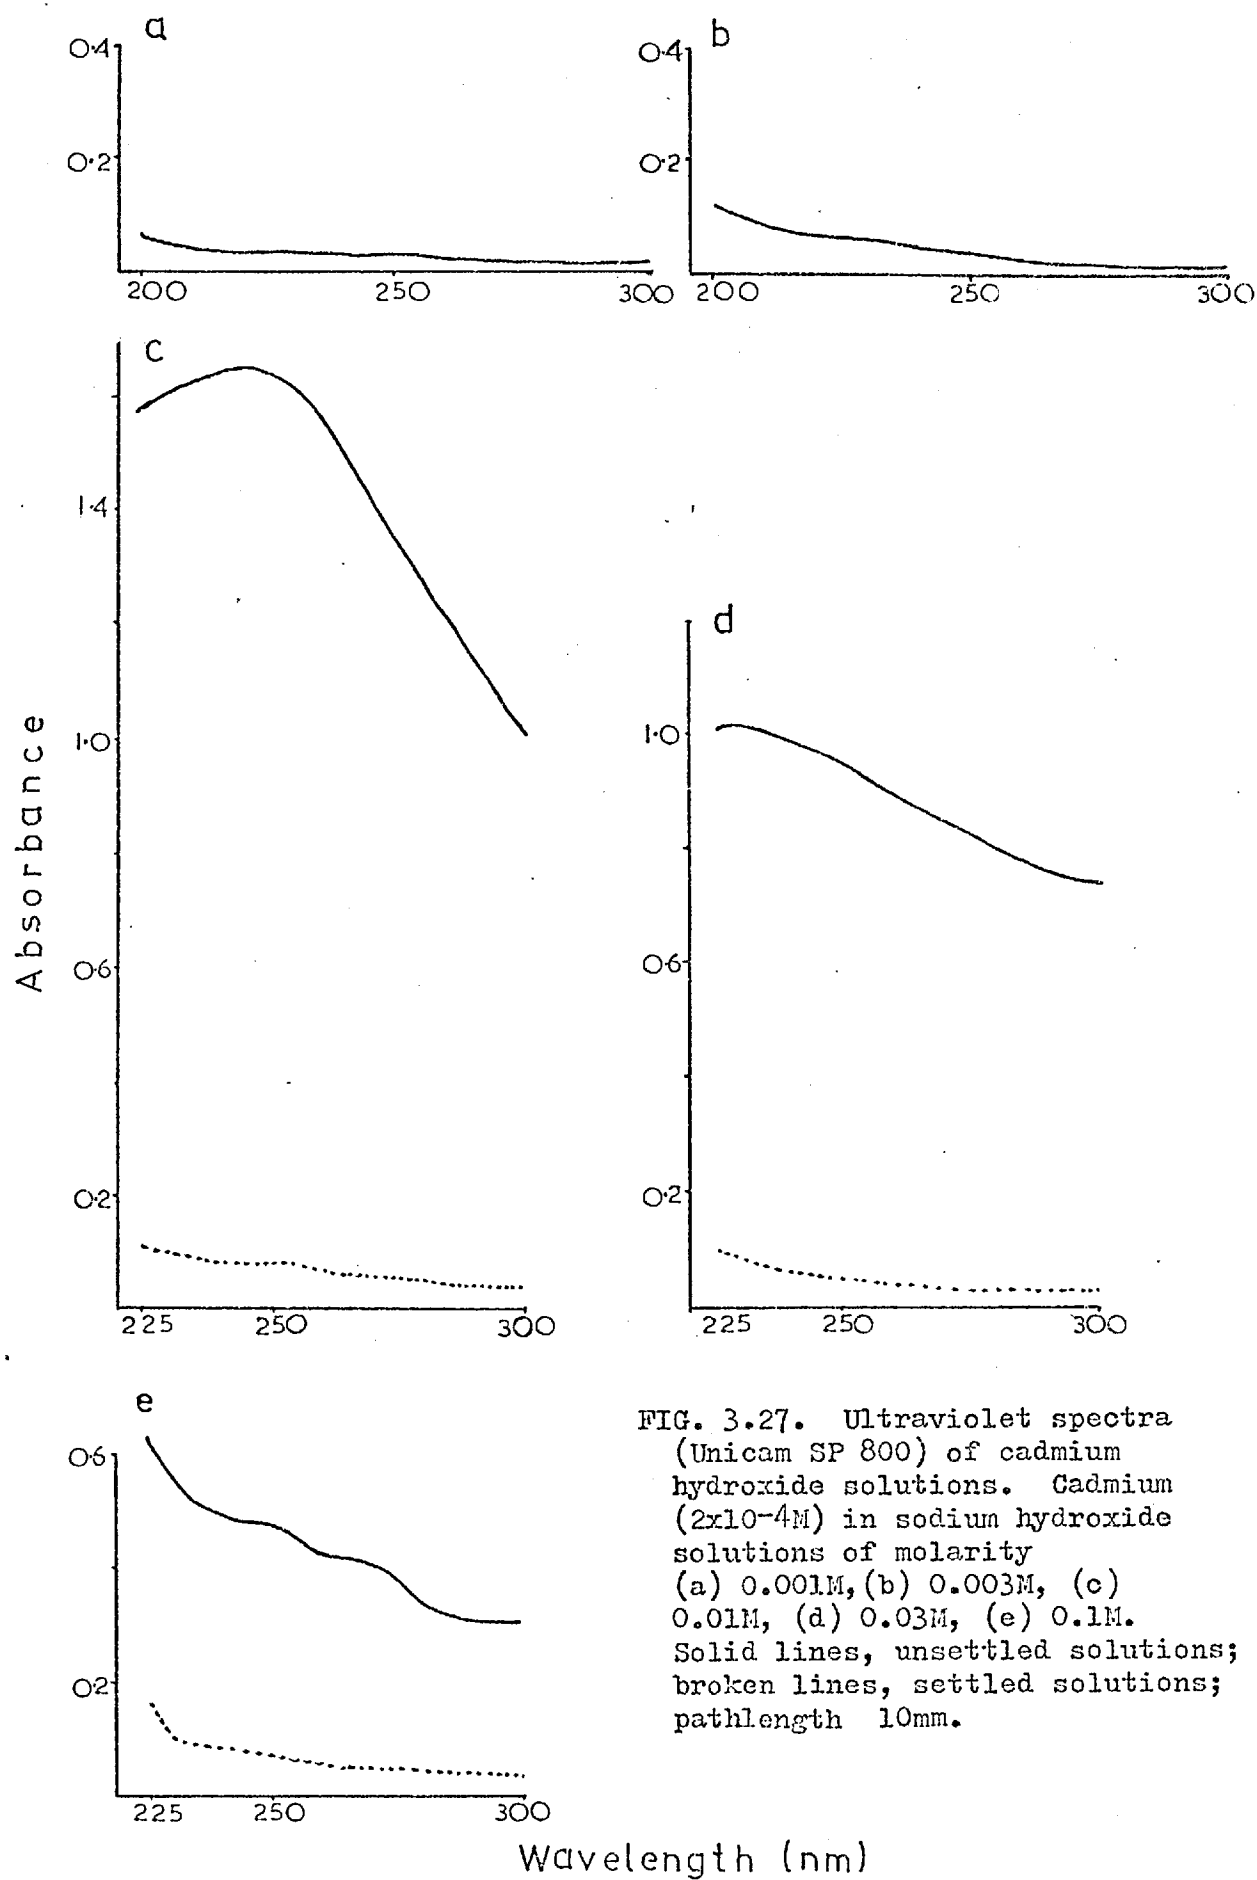 a
0.4
0.2
200 250 300
b
0.4
0.2
200 250 300
c
1.4
1.0
0.6
0.2
225 250 300
d
1.0
0.6
0.2
225 250 300
e
0.6
0.2
225 250 300
Absorbance
Wavelength (nm)
FIG. 3.27. Ultraviolet spectra
(Unicam SP 800) of cadmium
hydroxide solutions. Cadmium
(2x10-4M) in sodium hydroxide
solutions of molarity
(a) 0.001M,(b) 0.003M, (c)
0.01M, (d) 0.03M, (e) 0.1M.
Solid lines, unsettled solutions;
broken lines, settled solutions;
pathlength 10mm.